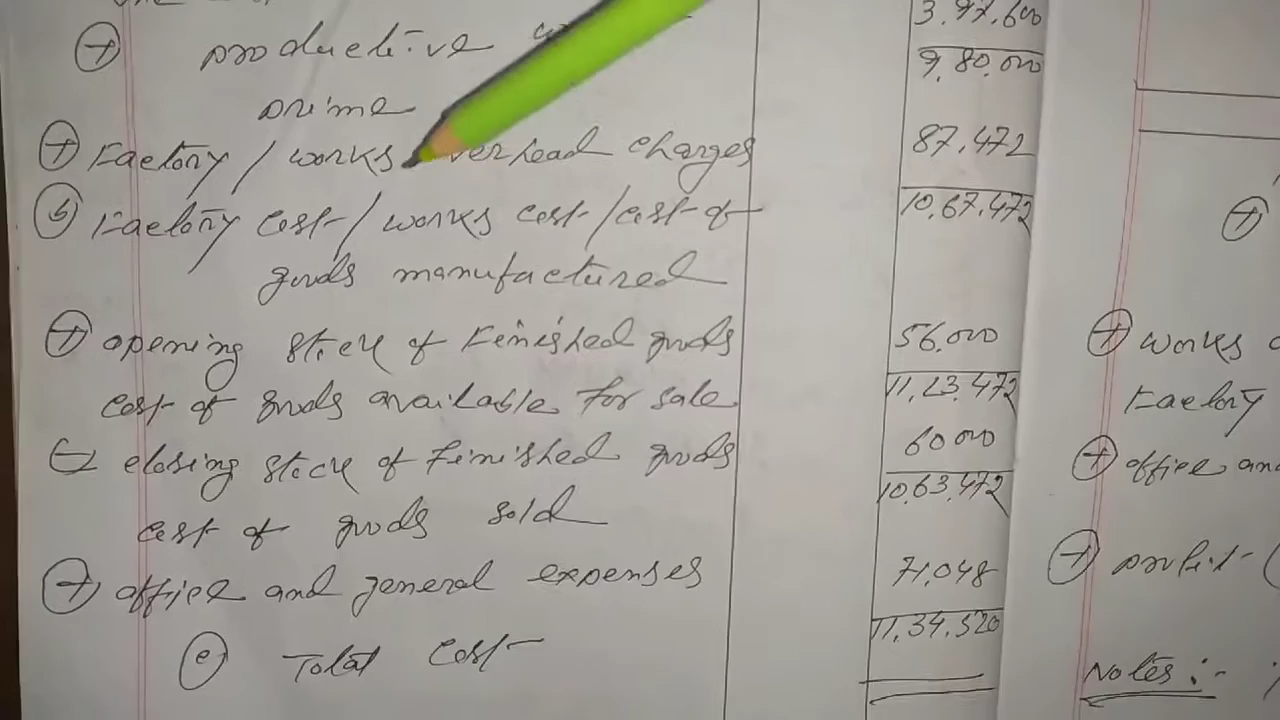 3,97,600
+ productive
9,80,000
prime
+ Factory / works overhead charges 87,472
(b) Factory cost / works cost / cost of 10,67,472
goods manufactured
+ opening stock of Finished goods 56,000
cost of goods available for sale 11,23,472
- closing stock of Finished goods 60000
cost of goods sold 10,63,472
+ office and general expenses 71,048
(e) Total cost 11,34,520
+
+ works
Factory
+ office and
+ profit (
Notes :-